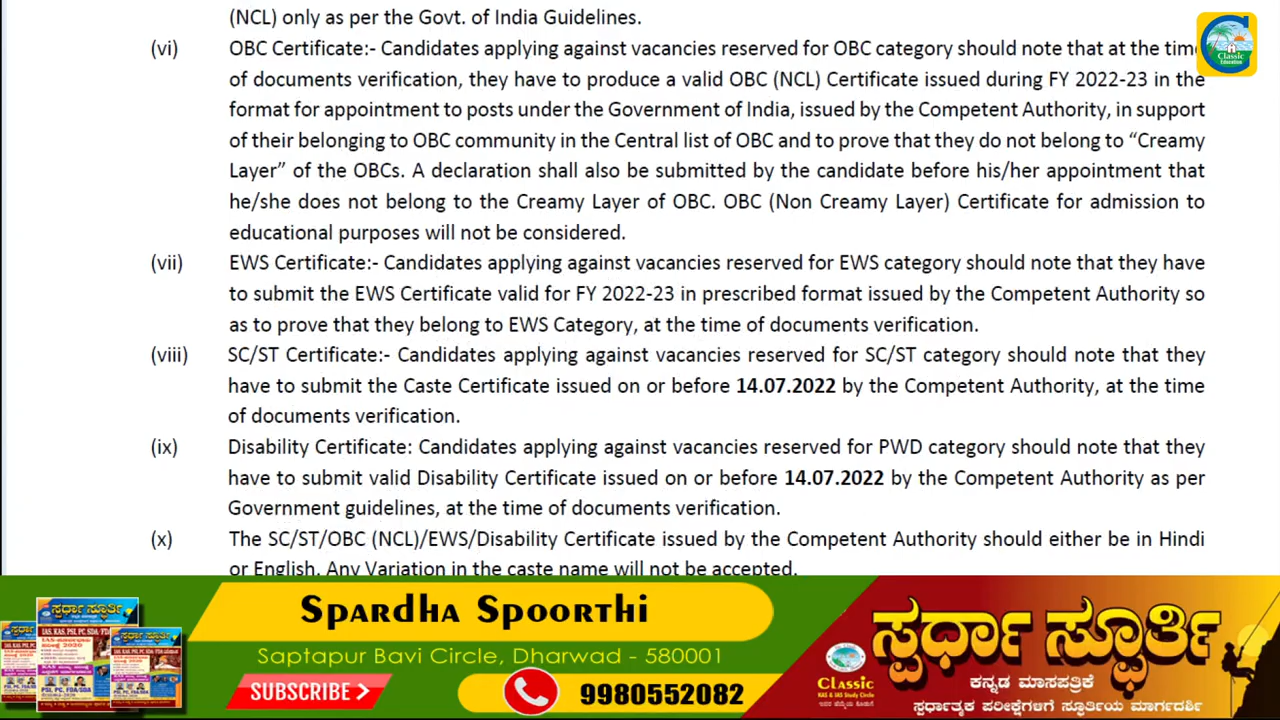 (NCL) only as per the Govt. of India Guidelines.
(vi) OBC Certificate:- Candidates applying against vacancies reserved for OBC category should note that at the time
of documents verification, they have to produce a valid OBC (NCL) Certificate issued during FY 2022-23 in the
format for appointment to posts under the Government of India, issued by the Competent Authority, in support
of their belonging to OBC community in the Central list of OBC and to prove that they do not belong to “Creamy
Layer” of the OBCs. A declaration shall also be submitted by the candidate before his/her appointment that
he/she does not belong to the Creamy Layer of OBC. OBC (Non Creamy Layer) Certificate for admission to
educational purposes will not be considered.
(vii) EWS Certificate:- Candidates applying against vacancies reserved for EWS category should note that they have
to submit the EWS Certificate valid for FY 2022-23 in prescribed format issued by the Competent Authority so
as to prove that they belong to EWS Category, at the time of documents verification.
(viii) SC/ST Certificate:- Candidates applying against vacancies reserved for SC/ST category should note that they
have to submit the Caste Certificate issued on or before 14.07.2022 by the Competent Authority, at the time
of documents verification.
(ix) Disability Certificate: Candidates applying against vacancies reserved for PWD category should note that they
have to submit valid Disability Certificate issued on or before 14.07.2022 by the Competent Authority as per
Government guidelines, at the time of documents verification.
(x) The SC/ST/OBC (NCL)/EWS/Disability Certificate issued by the Competent Authority should either be in Hindi
or English. Any Variation in the caste name will not be accepted.
Classic
Education
Spardha Spoorthi
Saptapur Bavi Circle, Dharwad - 580001
SUBSCRIBE >
9980552082
ಸ್ಪರ್ಧಾ ಸ್ಫೂರ್ತಿ
ಕನ್ನಡ ಮಾಸಪತ್ರಿಕೆ
ಸ್ಪರ್ಧಾತ್ಮಕ ಪರೀಕ್ಷೆಗಳಿಗೆ ಸ್ಫೂರ್ತಿಯ ಮಾರ್ಗದರ್ಶಿ
Classic
KAS & IAS Study Circle
ಸ್ಪರ್ಧಾ ಸ್ಫೂರ್ತಿ